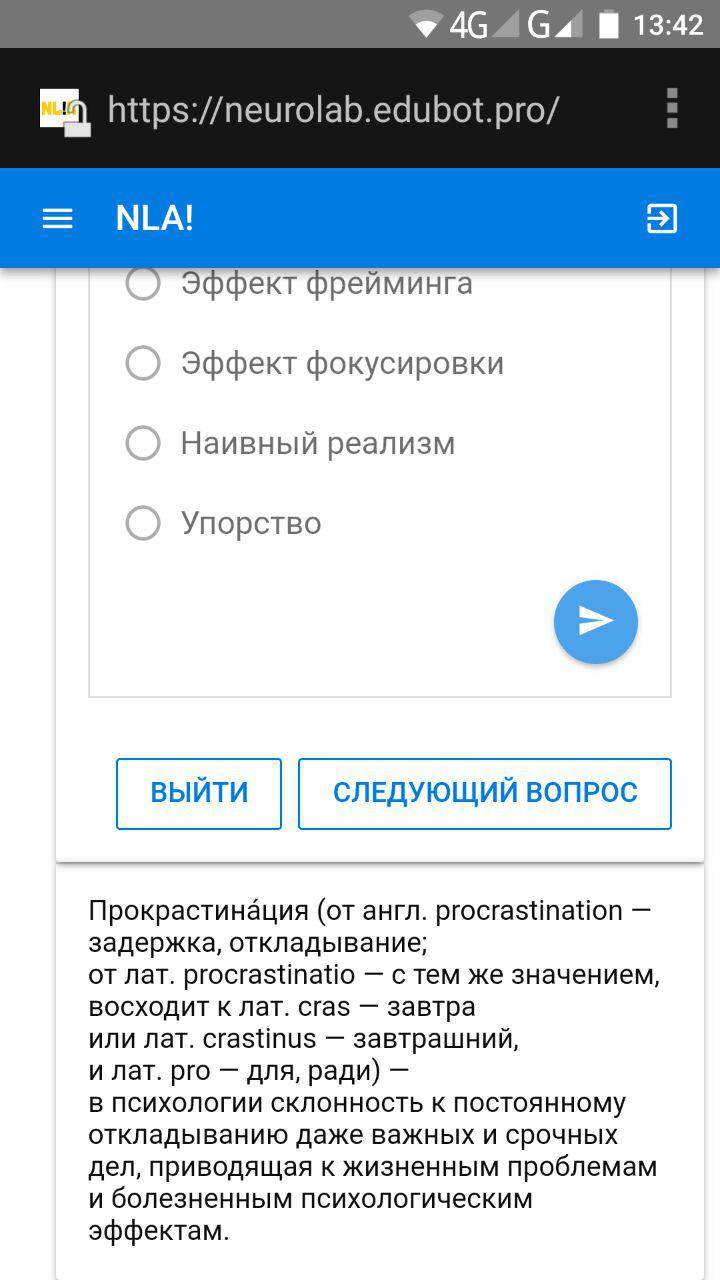 4G G 13:42
NL!
https://neurolab.edubot.pro/
NLA!
Эффект фрейминга
Эффект фокусировки
Наивный реализм
Упорство
ВЫЙТИ
СЛЕДУЮЩИЙ ВОПРОС
Прокрастина́ция (от англ. procrastination —
задержка, откладывание;
от лат. procrastinatio — с тем же значением,
восходит к лат. cras — завтра
или лат. crastinus — завтрашний,
и лат. pro — для, ради) —
в психологии склонность к постоянному
откладыванию даже важных и срочных
дел, приводящая к жизненным проблемам
и болезненным психологическим
эффектам.